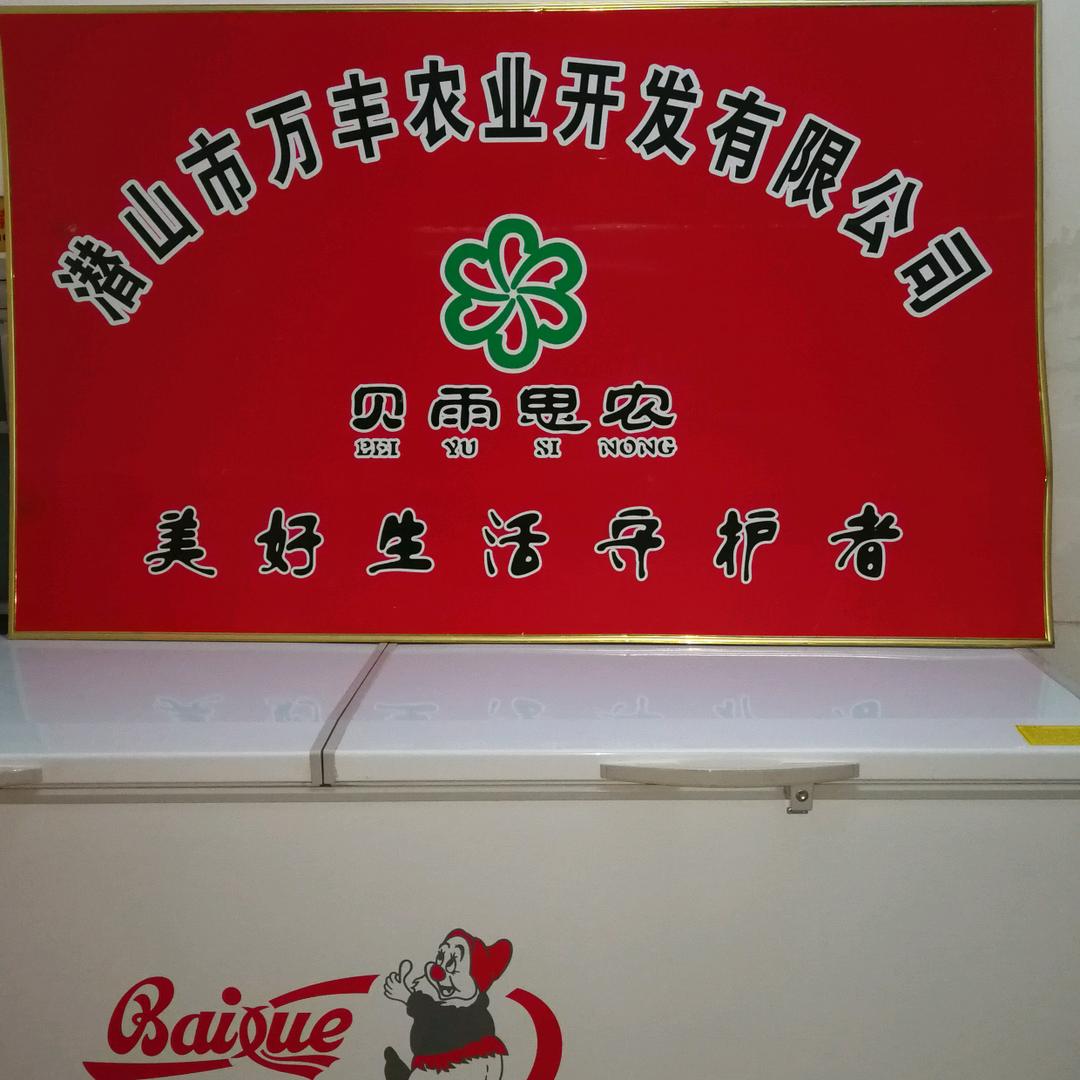 潜山市万丰农业开发有限公司
贝雨思农
BEI YU SI NONG
美好生活守护者
Baixue